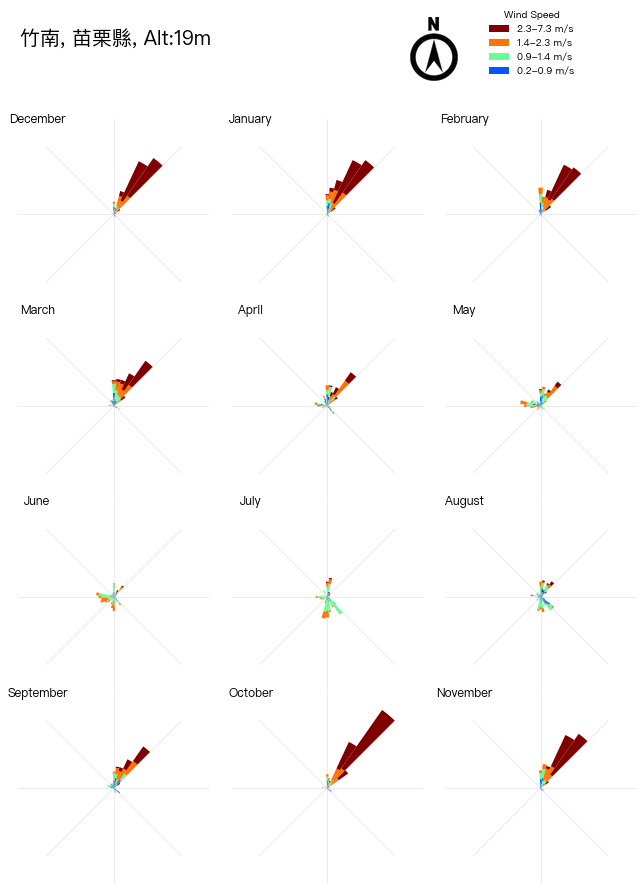 竹南, 苗栗縣, Alt:19m
N
Wind Speed
2.3–7.3 m/s
1.4–2.3 m/s
0.9–1.4 m/s
0.2–0.9 m/s
December
January
February
March
April
May
June
July
August
September
October
November